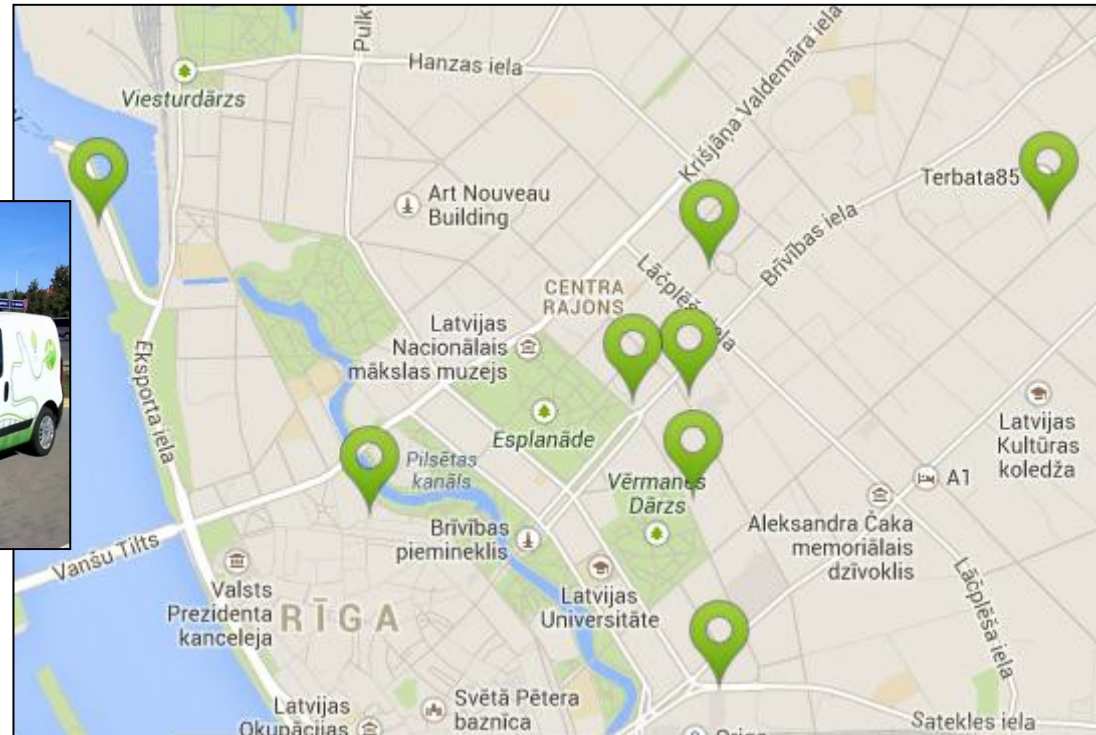 Pulk
Hanzas iela
Krišjāņa Valdemāra iela
Viesturdārzs
Terbata85
Art Nouveau
Building
Brīvības iela
Lāčplēša iela
CENTRA
RAJONS
Latvijas
Nacionālais
mākslas muzejs
Eksporta iela
Esplanāde
Latvijas
Kultūras
koledža
Pilsētas
kanāls
Vērmanes
Dārzs
A1
Brīvības
piemineklis
Aleksandra Čaka
memoriālais
dzīvoklis
Vanšu Tilts
Valsts
Prezidenta
kanceleja
RĪGA
Latvijas
Universitāte
Lāčplēša iela
Latvijas
Okupācijas
Svētā Pētera
baznīca
Satekles iela